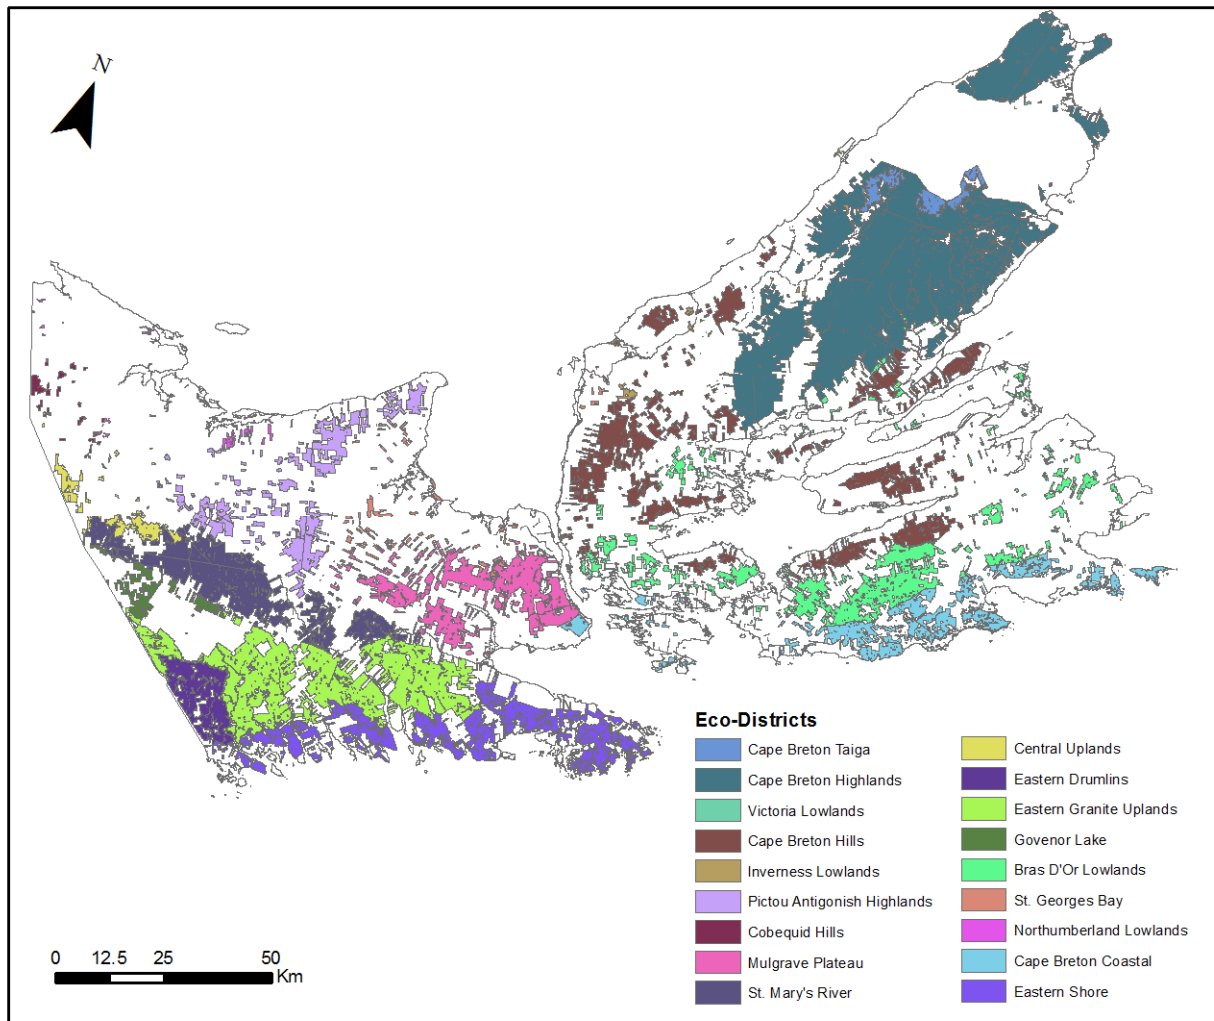 N
Eco-Districts
Cape Breton Taiga
Cape Breton Highlands
Victoria Lowlands
Cape Breton Hills
Inverness Lowlands
Pictou Antigonish Highlands
Cobequid Hills
Mulgrave Plateau
St. Mary's River
Central Uplands
Eastern Drumlins
Eastern Granite Uplands
Govenor Lake
Bras D'Or Lowlands
St. Georges Bay
Northumberland Lowlands
Cape Breton Coastal
Eastern Shore
0 12.5 25 50
Km